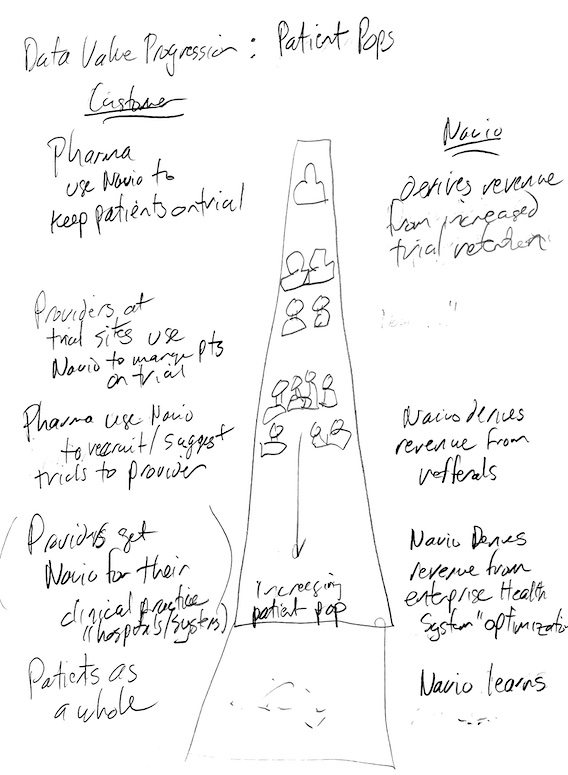 Data Value Progression : Patient Pops
Customer
Navio
Pharma
use Navio to
keep patients on trial
Derives revenue
from increased
trial retention
Providers at
trial sites use
Navio to manage pts
on trial
Pharma use Navio
to recruit / suggest
trials to provider
Navio derives
revenue from
refferals
(Providers get
Navio for their
clinical practice
(hospitals/System))
Increasing
patient pop
Navio Derives
revenue from
enterprise Health
System "optimizatio
Patients as
a whole
Navio learns